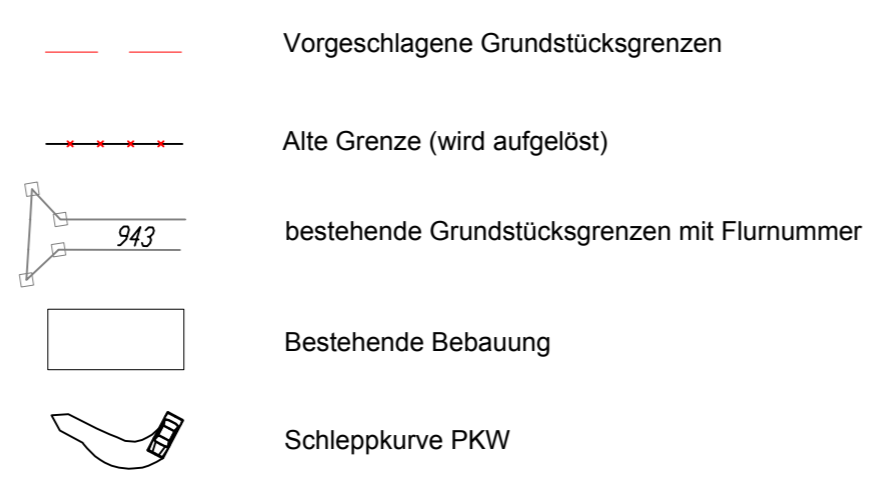 Vorgeschlagene Grundstücksgrenzen
Alte Grenze (wird aufgelöst)
943 bestehende Grundstücksgrenzen mit Flurnummer
Bestehende Bebauung
Schleppkurve PKW